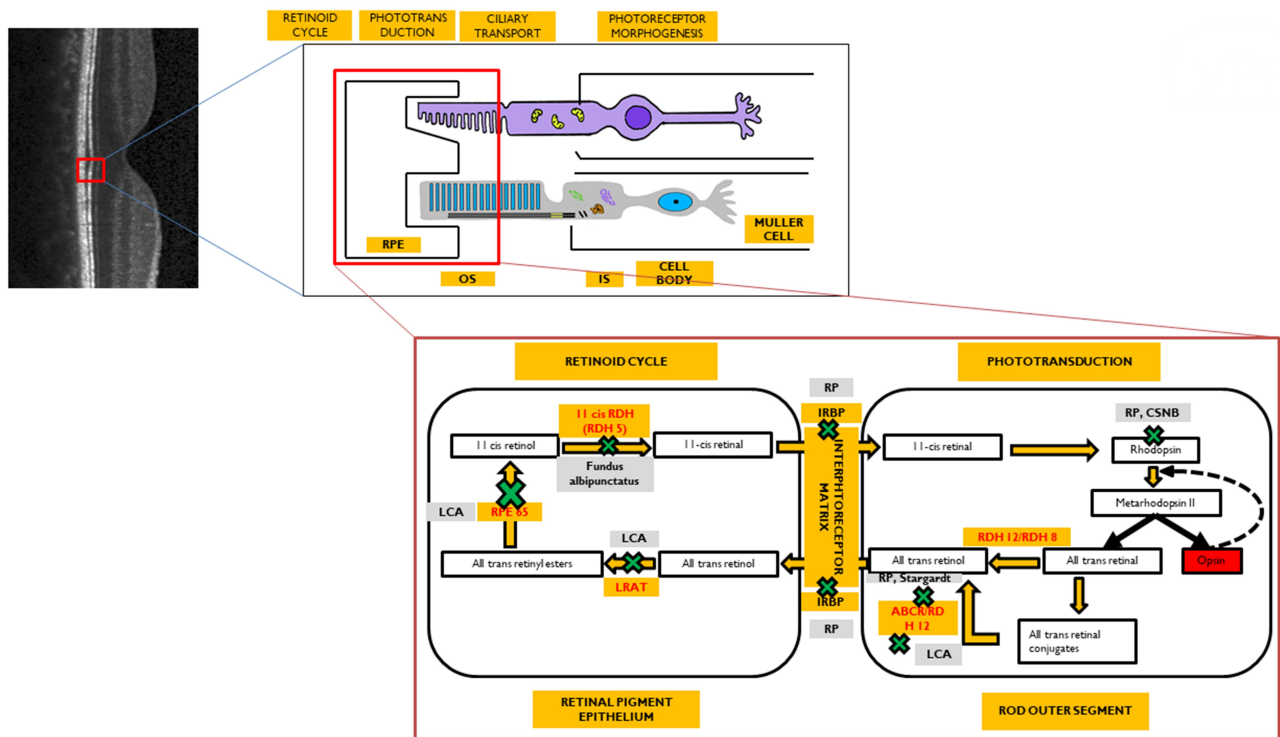 RETINOID
CYCLE
PHOTOTRANS
DUCTION
CILIARY
TRANSPORT
PHOTORECEPTOR
MORPHOGENESIS
RPE
MULLER
CELL
OS
IS
CELL
BODY
RETINOID CYCLE
PHOTOTRANSDUCTION
RP
IRBP
11 cis RDH
(RDH 5)
11 cis retinol
11-cis retinal
Fundus
albipunctatus
INTERPHTORECEPTOR
MATRIX
11-cis retinal
RP, CSNB
Rhodopsin
LCA
RPE 65
Metarhodopsin II
LCA
RDH 12/RDH 8
All trans retinyl esters
All trans retinol
LRAT
All trans retinol
All trans retinal
Opsin
RP, Stargardt
IRBP
ABCR/RD
H 12
RP
LCA
All trans retinal
conjugates
RETINAL PIGMENT
EPITHELIUM
ROD OUTER SEGMENT